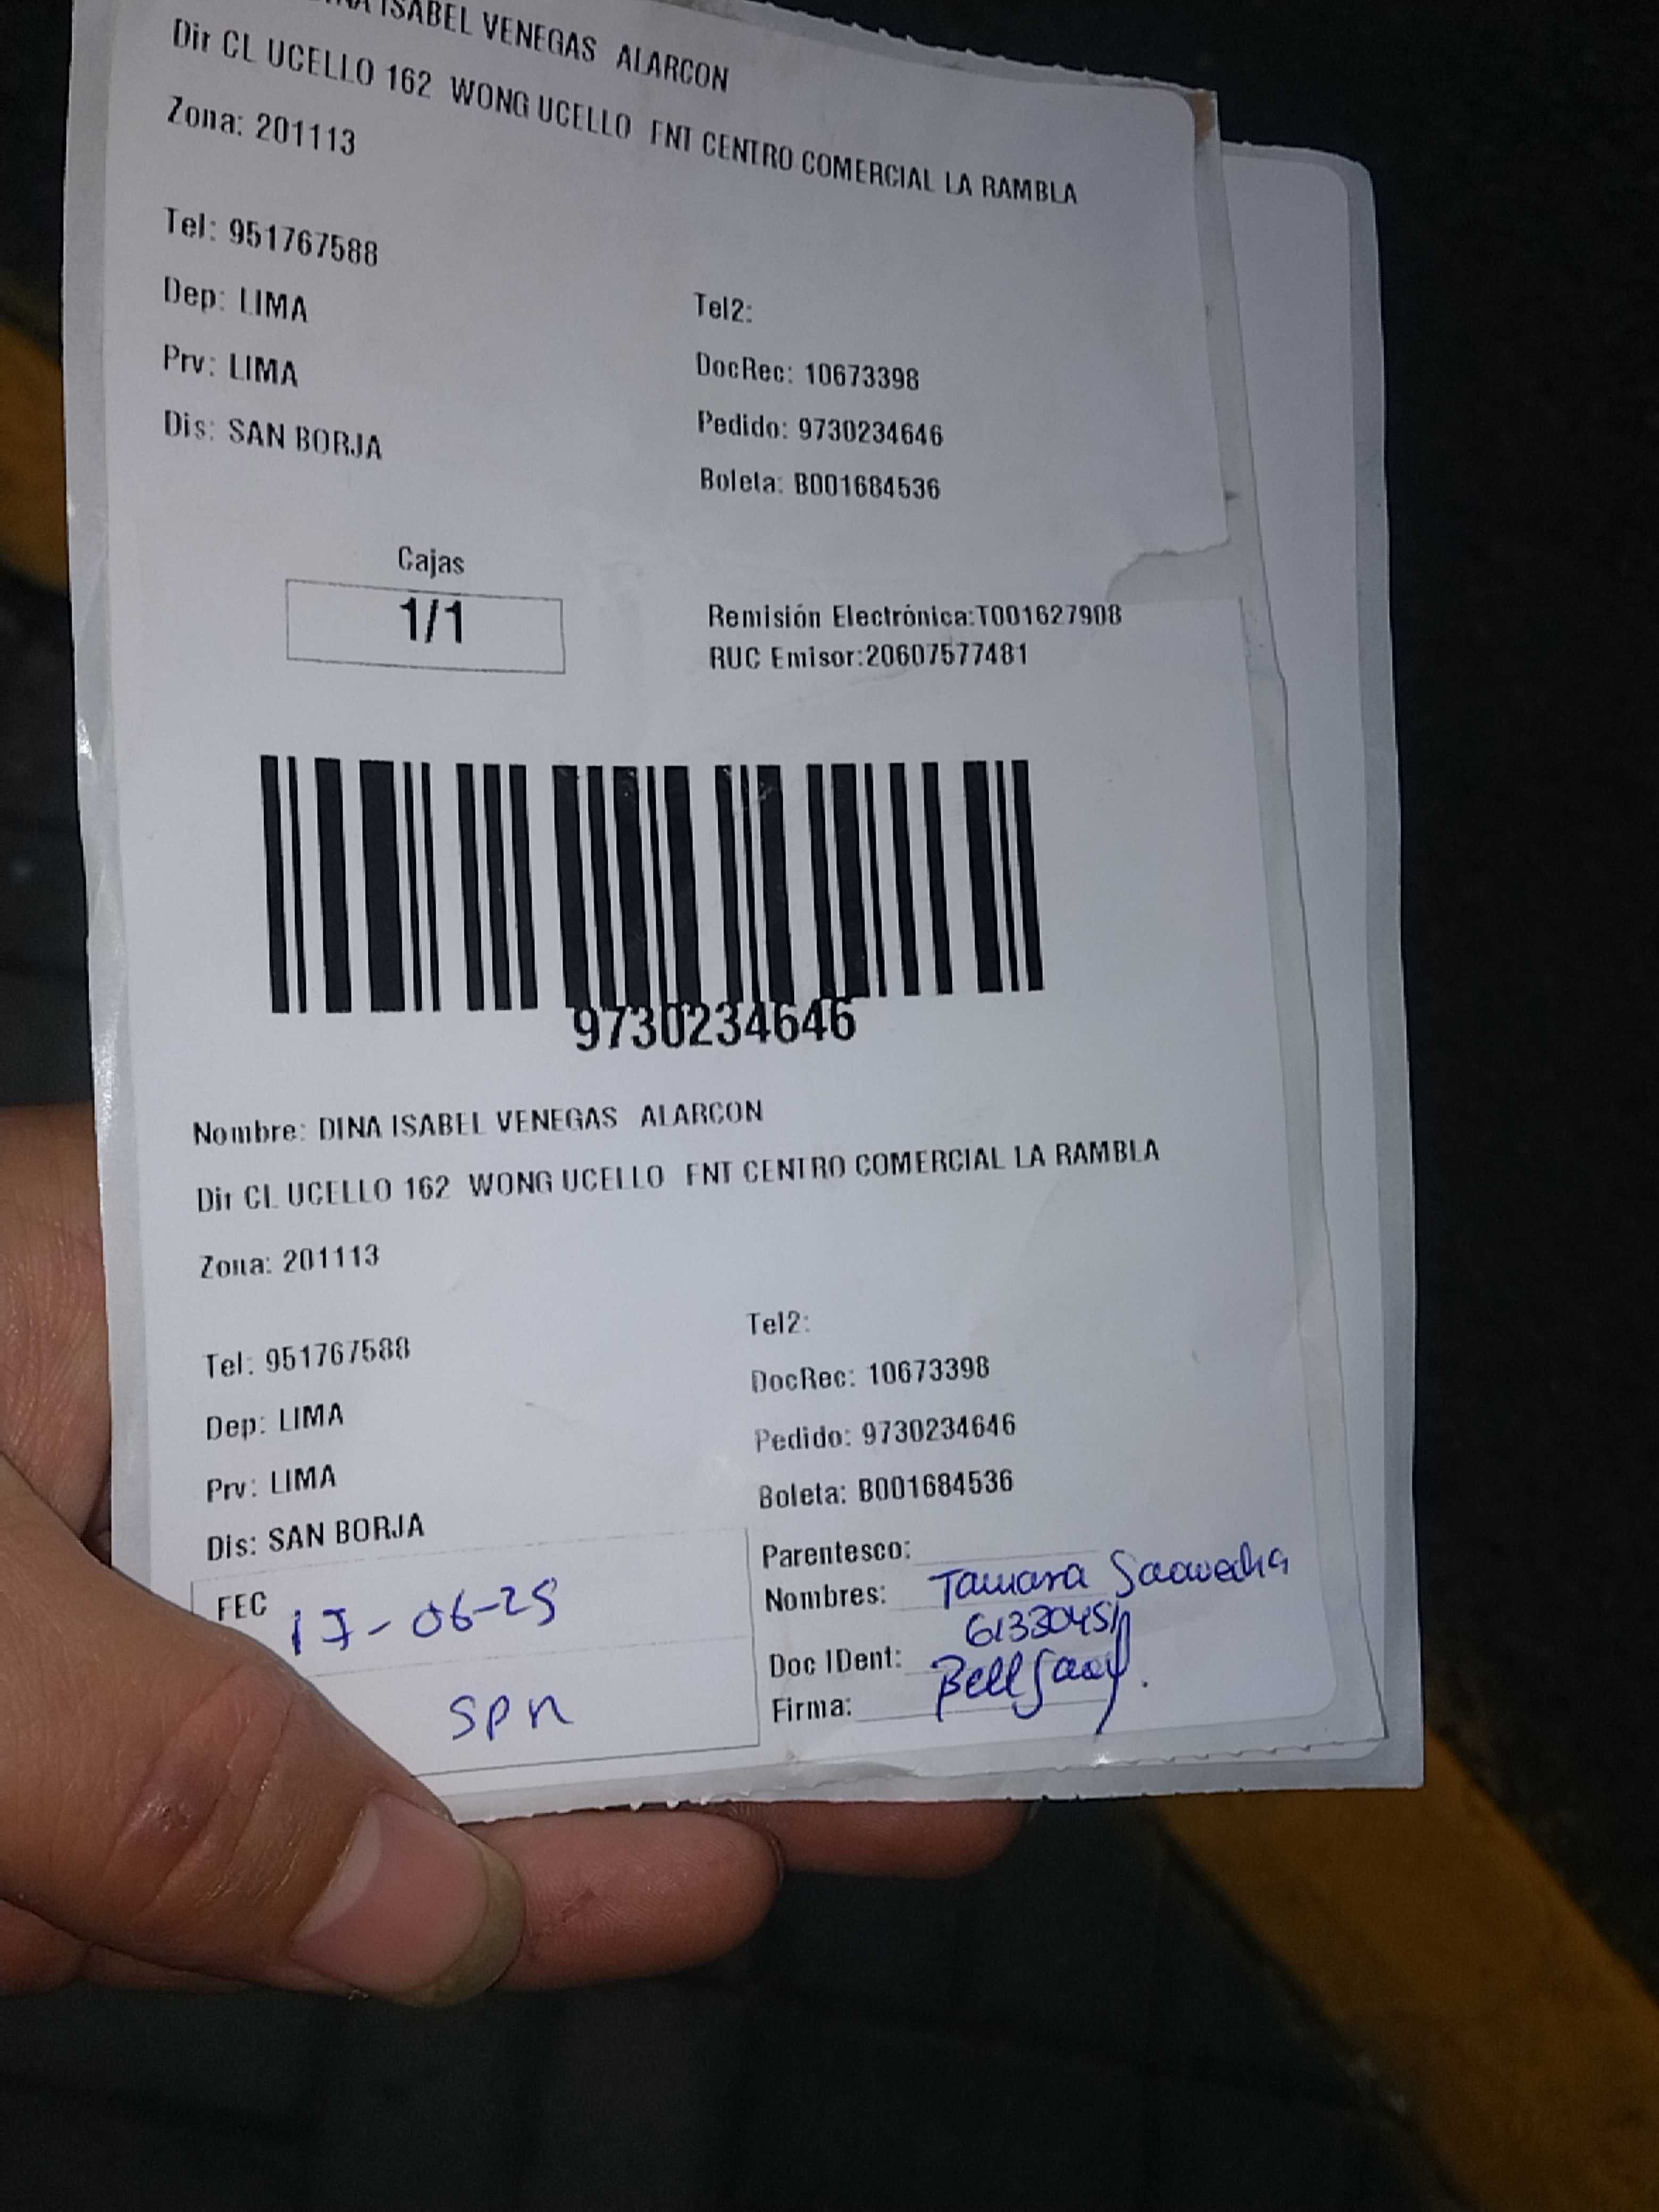 ISABEL VENEGAS ALARCON
Dir CL UCELLO 162 WONG UCELLO FNT CENTRO COMERCIAL LA RAMBLA
Zona: 201113
Tel: 951767588
Dep: LIMA
Prv: LIMA
Dis: SAN BORJA
Tel2:
DocRec: 10673398
Pedido: 9730234646
Boleta: B001684536
Cajas
1/1
Remisión Electrónica:T001627908
RUC Emisor:20607577481
9730234646
Nombre: DINA ISABEL VENEGAS ALARCON
Dir CL UCELLO 162 WONG UCELLO FNT CENTRO COMERCIAL LA RAMBLA
Zona: 201113
Tel: 951767588
Dep: LIMA
Prv: LIMA
Dis: SAN BORJA
Tel2:
DocRec: 10673398
Pedido: 9730234646
Boleta: B001684536
FEC 17-06-25
Parentesco:
Nombres: Tamara
Doc IDent:
Firma: